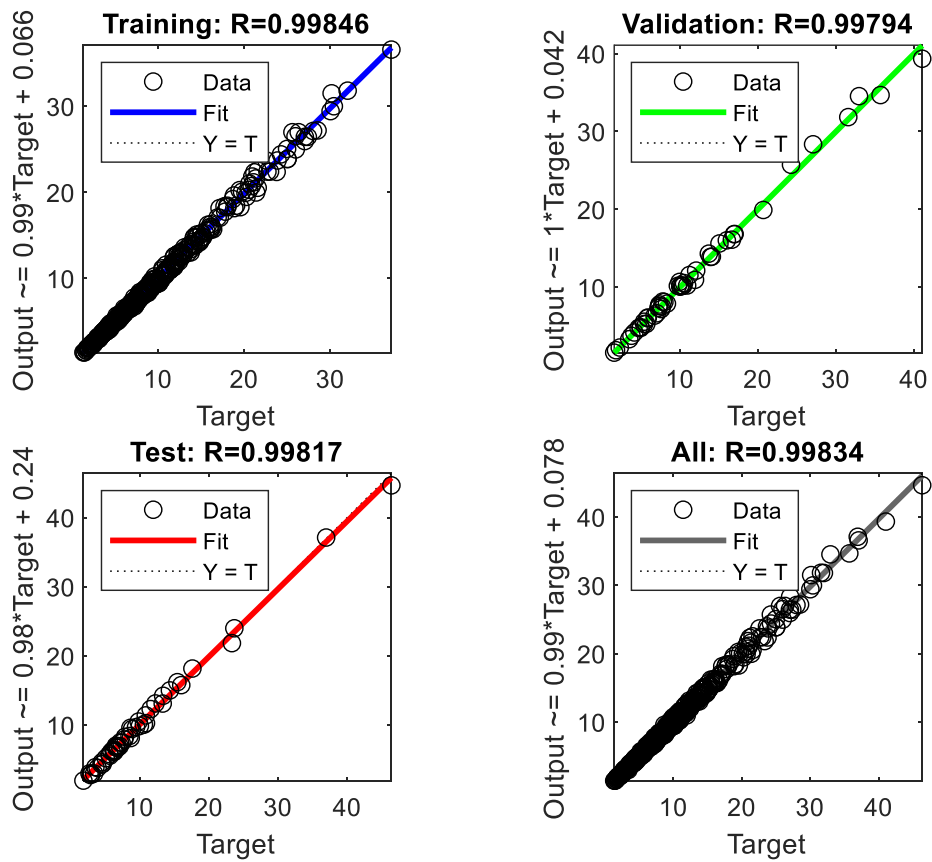 Training: R=0.99846
Output ~= 0.99*Target + 0.066
Data
Fit
Y = T
30
20
10
10 20 30
Target
Validation: R=0.99794
Output ~= 1*Target + 0.042
Data
Fit
Y = T
40
30
20
10
10 20 30 40
Target
Test: R=0.99817
Output ~= 0.98*Target + 0.24
Data
Fit
Y = T
40
30
20
10
10 20 30 40
Target
All: R=0.99834
Output ~= 0.99*Target + 0.078
Data
Fit
Y = T
40
30
20
10
10 20 30 40
Target